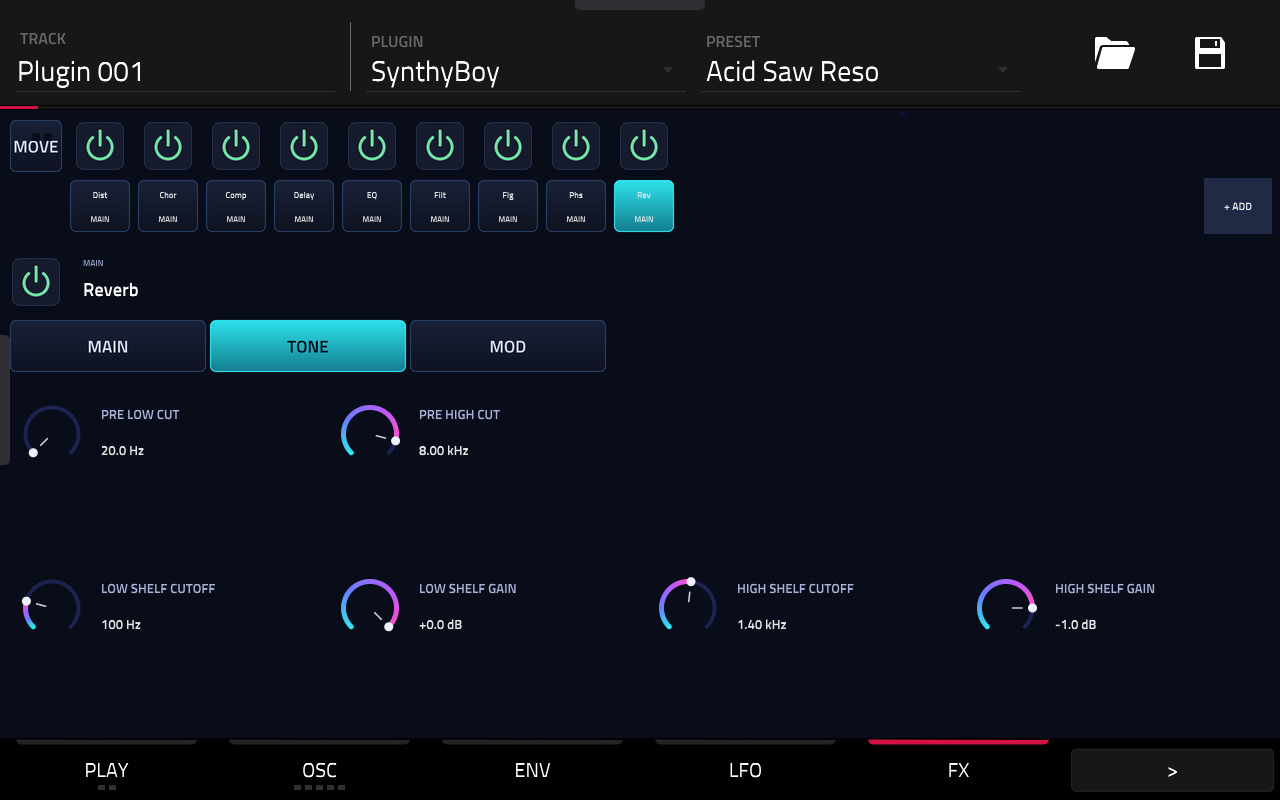 TRACK
Plugin 001
PLUGIN
SynthyBoy
PRESET
Acid Saw Reso
MOVE
Dist
MAIN
Chor
MAIN
Comp
MAIN
Delay
MAIN
EQ
MAIN
Filt
MAIN
Flg
MAIN
Phs
MAIN
Rev
MAIN
+ ADD
MAIN
Reverb
MAIN
TONE
MOD
PRE LOW CUT
20.0 Hz
PRE HIGH CUT
8.00 kHz
LOW SHELF CUTOFF
100 Hz
LOW SHELF GAIN
+0.0 dB
HIGH SHELF CUTOFF
1.40 kHz
HIGH SHELF GAIN
-1.0 dB
PLAY
OSC
ENV
LFO
FX
>